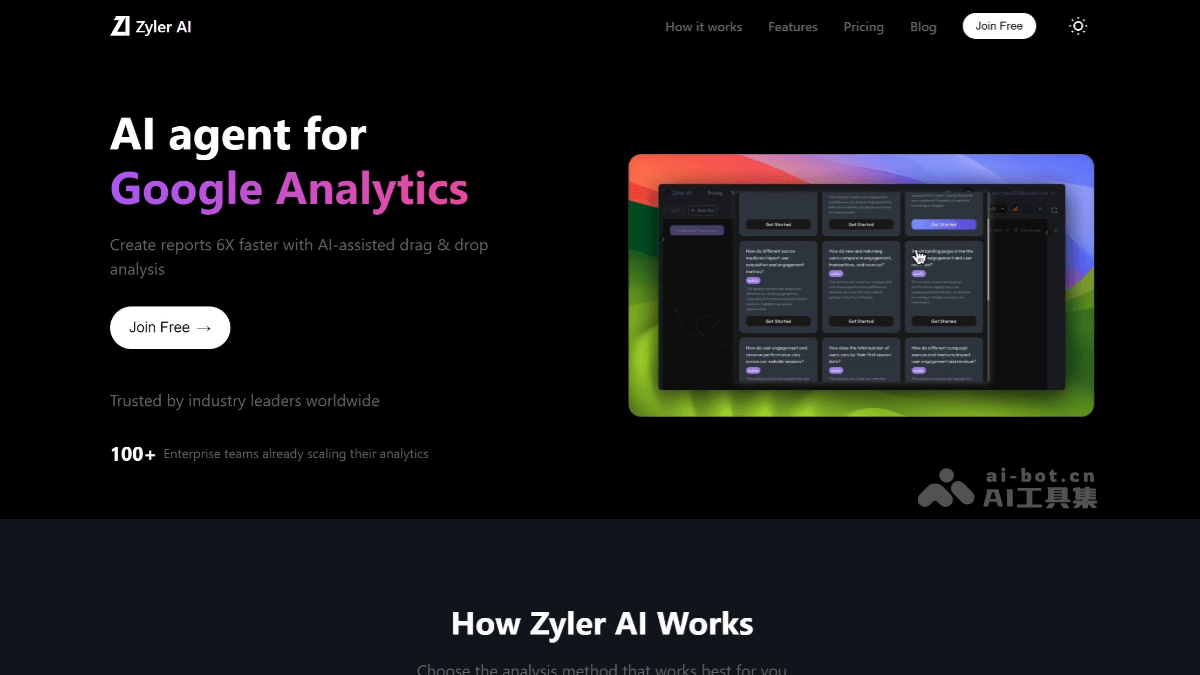 Zyler AI
How it works
Features
Pricing
Blog
Join Free
AI agent for
Google Analytics
Create reports 6X faster with AI-assisted drag & drop
analysis
Join Free →
Trusted by industry leaders worldwide
100+ Enterprise teams already scaling their analytics
Zyler AI
Pricing
Get Started
Get Started
Get Started
How do different source
mediums impact user
acquisition and engagement
metrics?
Get Started
How do new and returning
users compare in engagement,
transactions, and revenue?
Get Started
landing pages drive the
engagement and user
Get Started
How do user engagement and
revenue performance vary
across our website sessions?
How does the total number of
users vary by their first session
date?
How do different campaign
sources and mediums impact
user engagement and revenue?
ai-bot.cn
AI工具集
How Zyler AI Works
Choose the analysis method that works best for you